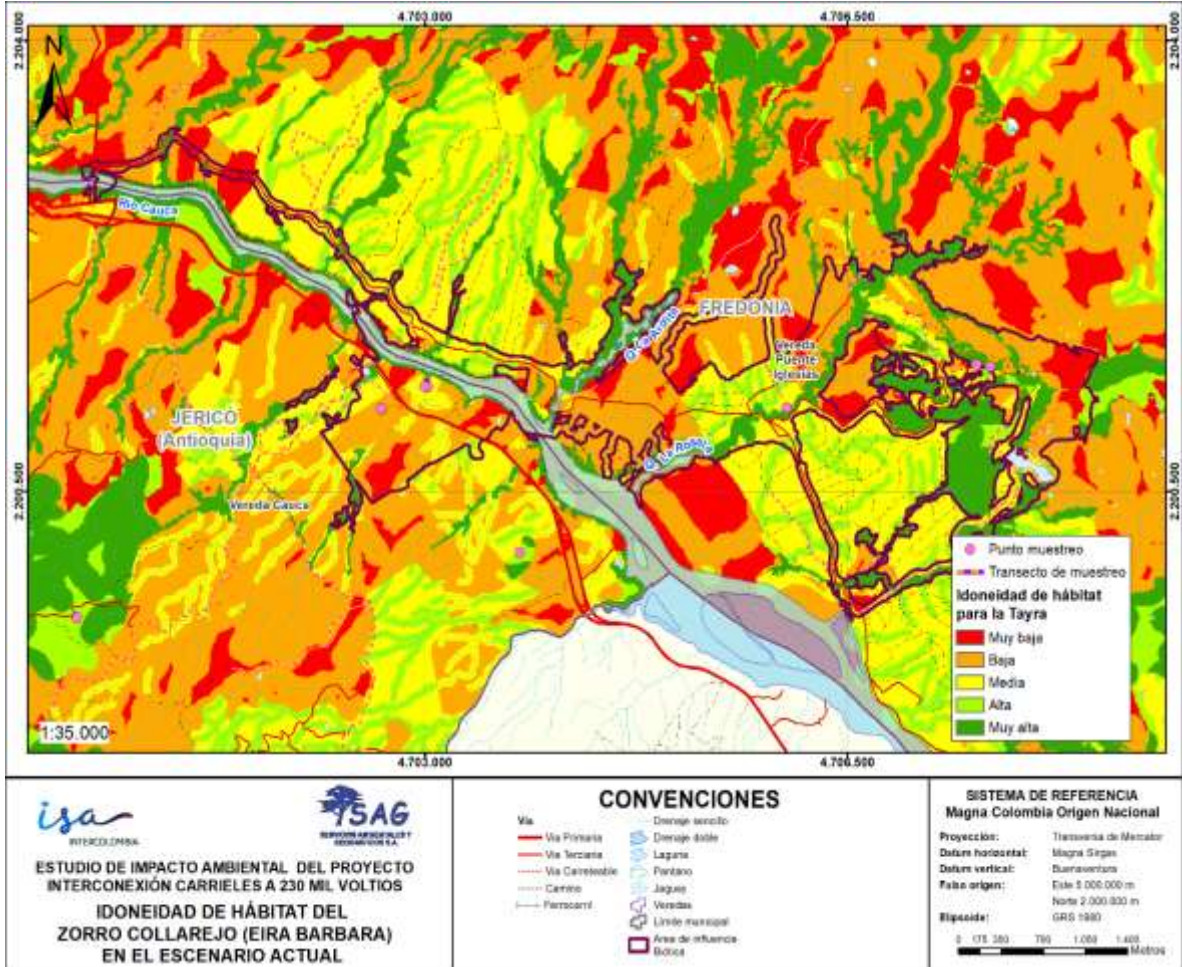 4.703.000
4.706.500
2.204.000
2.204.000
N
Río Cauca
FREDONIA
Vereda
Puente
Iglesias
JERICÓ
(Antioquia)
Vereda Cauca
2.200.500
2.200.500
Punto muestreo
Transecto de muestreo
Idoneidad de hábitat
para la Tayra
Muy baja
Baja
Media
Alta
Muy alta
1:35.000
4.703.000
4.706.500
isa
INTERCOLOMBIA
SAG
ESTUDIO DE IMPACTO AMBIENTAL DEL PROYECTO
INTERCONEXIÓN CARRIELES A 230 MIL VOLTIOS
IDONEIDAD DE HÁBITAT DEL
ZORRO COLLAREJO (EIRA BARBARA)
EN EL ESCENARIO ACTUAL
CONVENCIONES
Vía
Vía Primaria
Vía Terciaria
Vía Carreteable
Camino
Ferrocarril
Drenaje sencillo
Drenaje doble
Laguna
Pantano
Jaguey
Veredas
Límite municipal
Área de influencia
Biótica
SISTEMA DE REFERENCIA
Magna Colombia Origen Nacional
Proyección: Transversa de Mercator
Datum horizontal: Magna Sirgas
Datum vertical: Buenaventura
Falso origen: Este 5.000.000 m
Norte 2.000.000 m
Elipsoide: GRS 1980
Metros